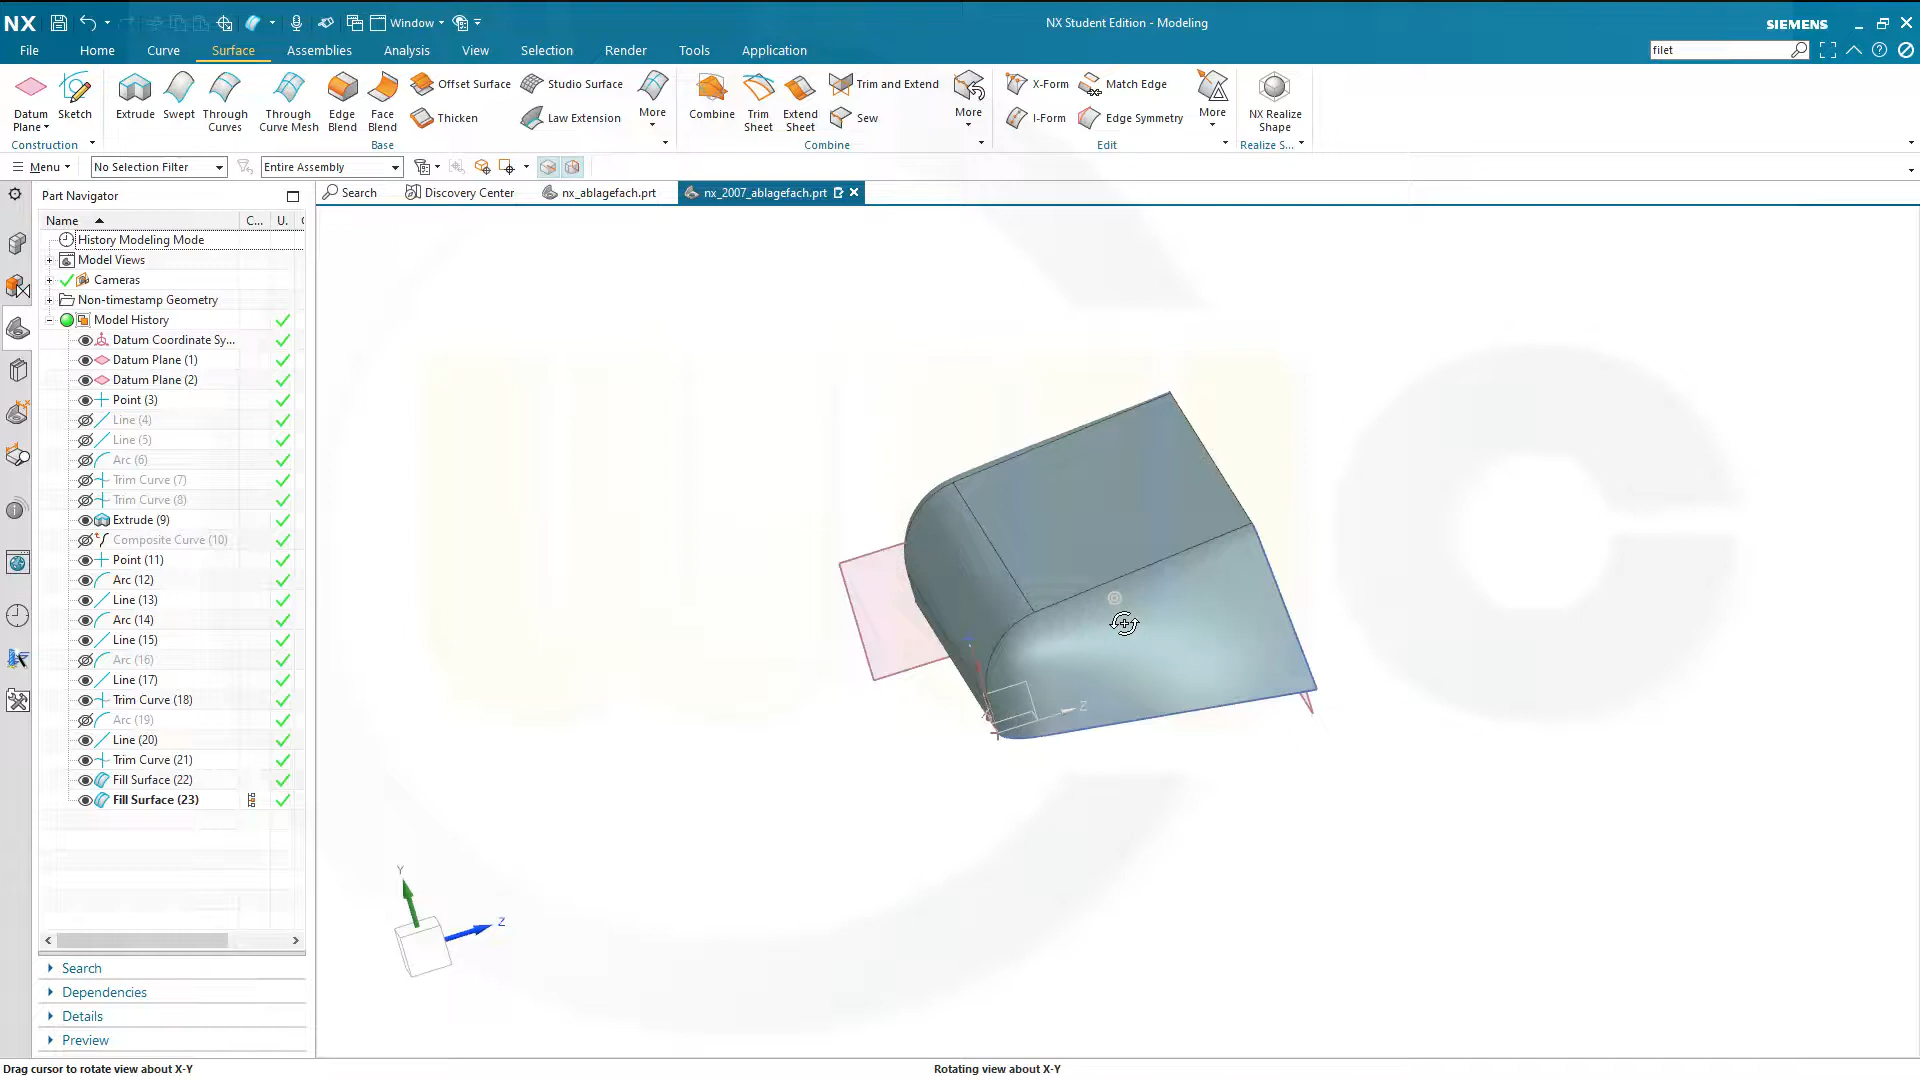 NX
Window
NX Student Edition - Modeling
SIEMENS
File
Home
Curve
Surface
Assemblies
Analysis
View
Selection
Render
Tools
Application
filet
Datum Plane
Sketch
Construction
Extrude
Swept
Through Curves
Through Curve Mesh
Edge Blend
Face Blend
Offset Surface
Thicken
Studio Surface
Law Extension
More
Base
Combine
Trim Sheet
Extend Sheet
Trim and Extend
Sew
More
Combine
X-Form
I-Form
Match Edge
Edge Symmetry
More
Edit
NX Realize Shape
Realize S...
Menu
No Selection Filter
Entire Assembly
Part Navigator
Search
Discovery Center
nx_ablagefach.prt
nx_2007_ablagefach.prt
Name
C...
U.
History Modeling Mode
Model Views
Cameras
Non-timestamp Geometry
Model History
Datum Coordinate Sy...
Datum Plane (1)
Datum Plane (2)
Point (3)
Line (4)
Line (5)
Arc (6)
Trim Curve (7)
Trim Curve (8)
Extrude (9)
Composite Curve (10)
Point (11)
Arc (12)
Line (13)
Arc (14)
Line (15)
Arc (16)
Line (17)
Trim Curve (18)
Arc (19)
Line (20)
Trim Curve (21)
Fill Surface (22)
Fill Surface (23)
Z
Y
Z
Search
Dependencies
Details
Preview
Drag cursor to rotate view about X-Y
Rotating view about X-Y